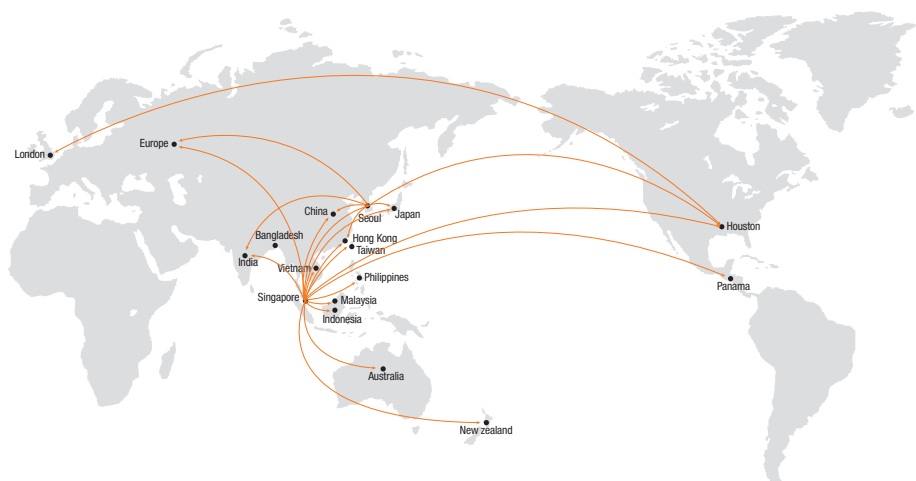 London
Europe
China
Seoul
Japan
Houston
Bangladesh
Hong Kong
Taiwan
India
Vietnam
Philippines
Panama
Singapore
Malaysia
Indonesia
Australia
New zealand